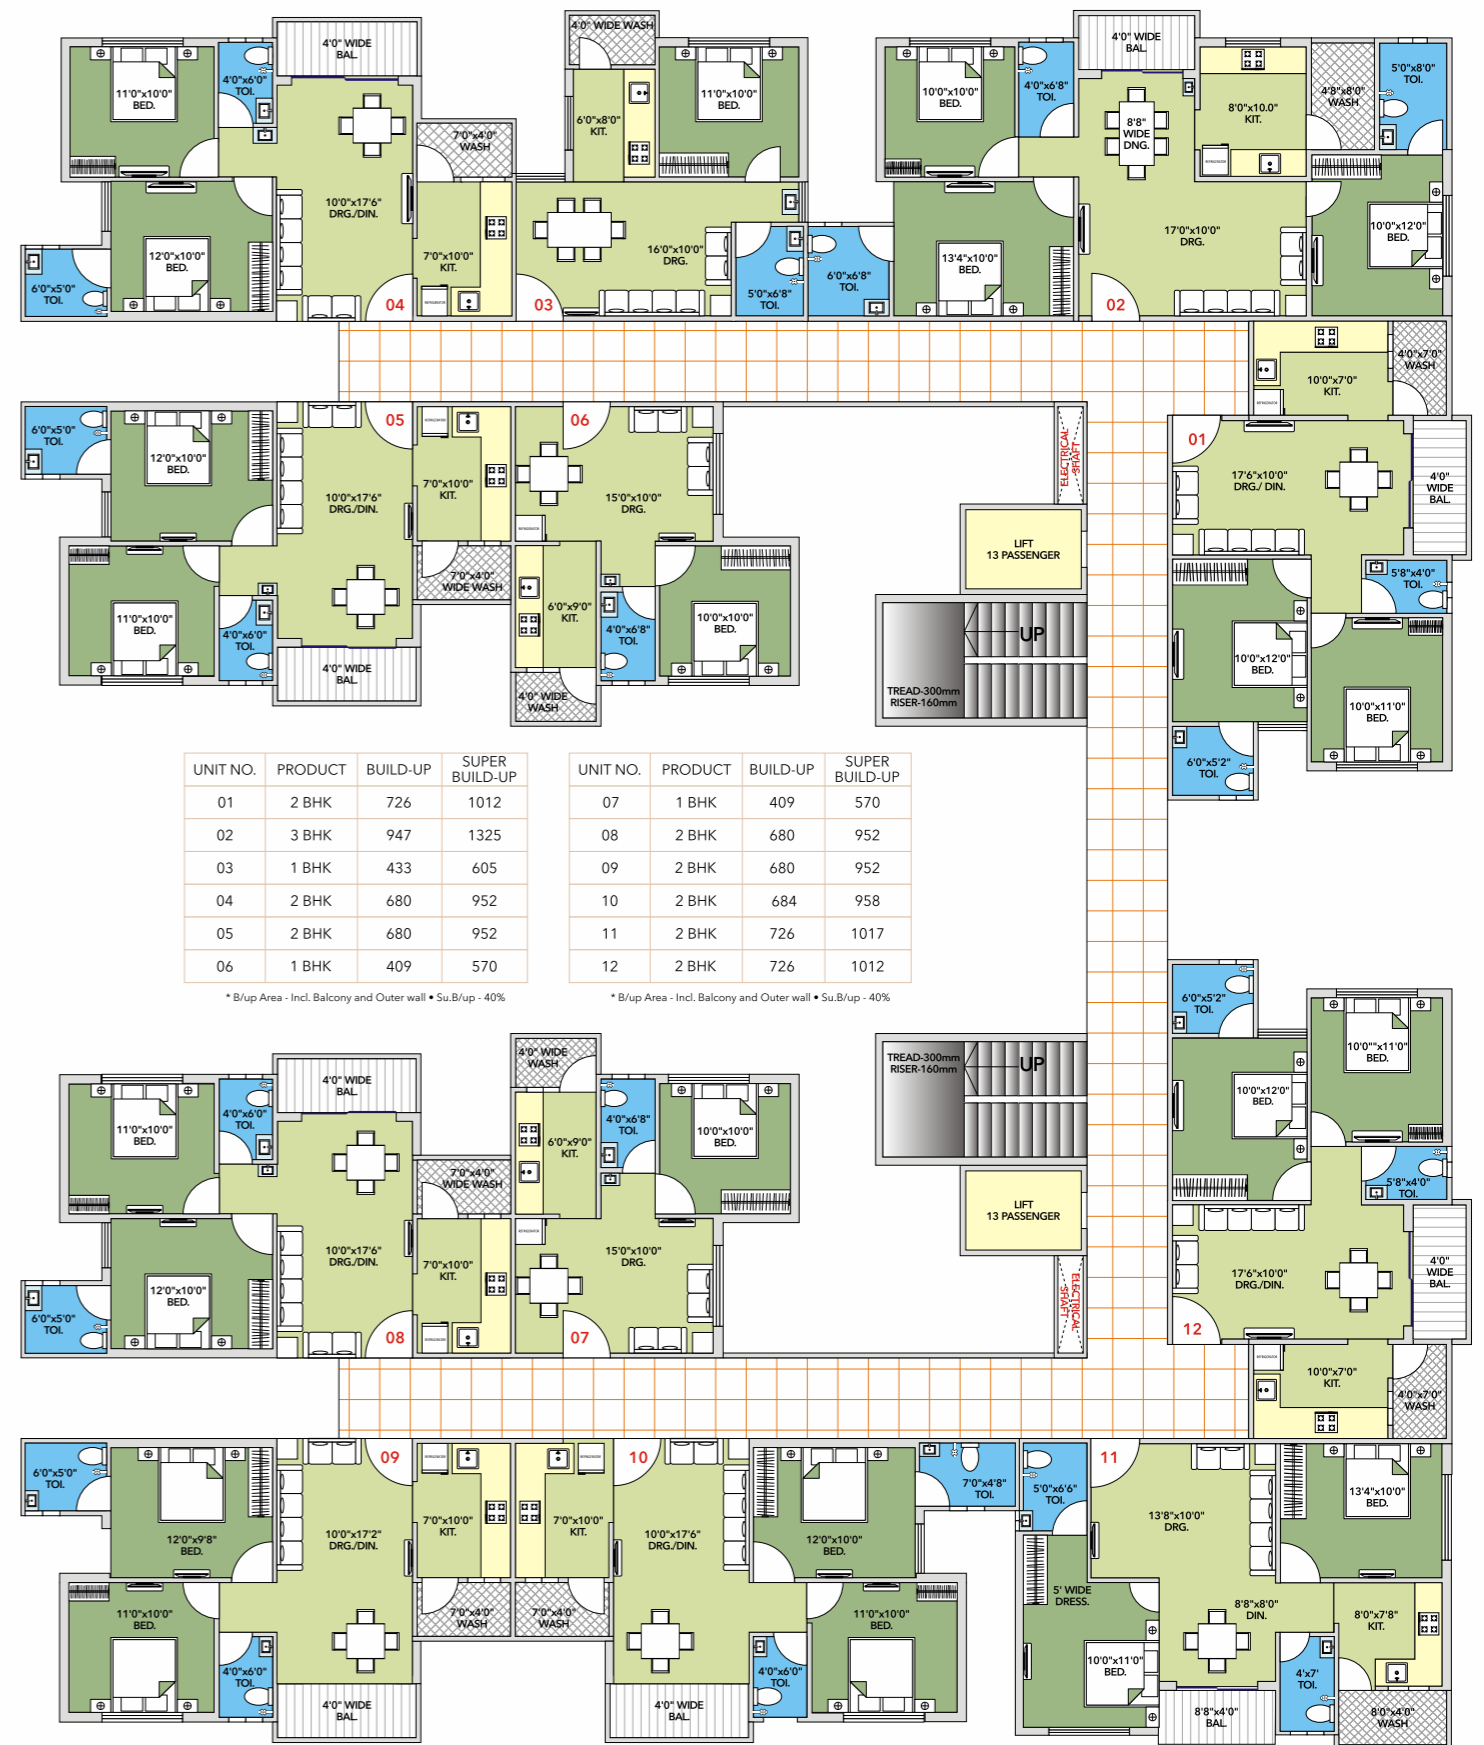 4'0" WIDE
BAL.
11'0"x10'0"
BED.
4'0"x6'0"
TOI.
10'0"x17'6"
DRG./DIN.
7'0"x4'0"
WASH
12'0"x10'0"
BED.
6'0"x5'0"
TOI.
7'0"x10'0"
KIT.
04
4'0" WIDE WASH
6'0"x8'0"
KIT.
11'0"x10'0"
BED.
16'0"x10'0"
DRG.
5'0"x6'8"
TOI.
03
4'0" WIDE
BAL.
10'0"x10'0"
BED.
4'0"x6'8"
TOI.
8'8"
WIDE
DNG.
8'0"x10.0"
KIT.
4'8"x8'0"
WASH
5'0"x8'0"
TOI.
6'0"x6'8"
TOI.
13'4"x10'0"
BED.
17'0"x10'0"
DRG.
10'0"x12'0"
BED.
02
10'0"x7'0"
KIT.
4'0"x7'0"
WASH
01
17'6"x10'0"
DRG./ DIN.
4'0"
WIDE
BAL.
5'8"x4'0"
TOI.
10'0"x12'0"
BED.
10'0"x11'0"
BED.
6'0"x5'2"
TOI.
6'0"x5'0"
TOI.
12'0"x10'0"
BED.
05
10'0"x17'6"
DRG./DIN.
7'0"x10'0"
KIT.
7'0"x4'0"
WIDE WASH
11'0"x10'0"
BED.
4'0"x6'0"
TOI.
4'0" WIDE
BAL.
06
15'0"x10'0"
DRG.
6'0"x9'0"
KIT.
4'0"x6'8"
TOI.
10'0"x10'0"
BED.
4'0" WIDE
WASH
ELECTRICAL
SHAFT
LIFT
13 PASSENGER
UP
TREAD-300mm
RISER-160mm
UNIT NO. PRODUCT BUILD-UP SUPER BUILD-UP
01 2 BHK 726 1012
02 3 BHK 947 1325
03 1 BHK 433 605
04 2 BHK 680 952
05 2 BHK 680 952
06 1 BHK 409 570
* B/up Area - Incl. Balcony and Outer wall • Su.B/up - 40%
UNIT NO. PRODUCT BUILD-UP SUPER BUILD-UP
07 1 BHK 409 570
08 2 BHK 680 952
09 2 BHK 680 952
10 2 BHK 684 958
11 2 BHK 726 1017
12 2 BHK 726 1012
* B/up Area - Incl. Balcony and Outer wall • Su.B/up - 40%
4'0" WIDE
BAL.
11'0"x10'0"
BED.
4'0"x6'0"
TOI.
7'0"x4'0"
WIDE WASH
10'0"x17'6"
DRG./DIN.
7'0"x10'0"
KIT.
12'0"x10'0"
BED.
6'0"x5'0"
TOI.
08
4'0" WIDE
WASH
6'0"x9'0"
KIT.
4'0"x6'8"
TOI.
10'0"x10'0"
BED.
15'0"x10'0"
DRG.
07
TREAD-300mm
RISER-160mm
UP
LIFT
13 PASSENGER
ELECTRICAL
SHAFT
6'0"x5'2"
TOI.
10'0""x11'0"
BED.
10'0"x12'0"
BED.
5'8"x4'0"
TOI.
17'6"x10'0"
DRG./DIN.
4'0"
WIDE
BAL.
12
10'0"x7'0"
KIT.
4'0"x7'0"
WASH
6'0"x5'0"
TOI.
12'0"x9'8"
BED.
09
10'0"x17'2"
DRG./DIN.
7'0"x10'0"
KIT.
11'0"x10'0"
BED.
4'0"x6'0"
TOI.
7'0"x4'0"
WASH
4'0" WIDE
BAL.
10
7'0"x10'0"
KIT.
10'0"x17'6"
DRG./DIN.
12'0"x10'0"
BED.
7'0"x4'8"
TOI.
7'0"x4'0"
WASH
4'0"x6'0"
TOI.
11'0"x10'0"
BED.
4'0" WIDE
BAL.
11
5'0"x6'6"
TOI.
13'8"x10'0"
DRG.
13'4"x10'0"
BED.
5' WIDE
DRESS.
8'8"x8'0"
DIN.
8'0"x7'8"
KIT.
10'0"x11'0"
BED.
4'x7'
TOI.
8'8"x4'0"
BAL.
8'0"x4'0"
WASH